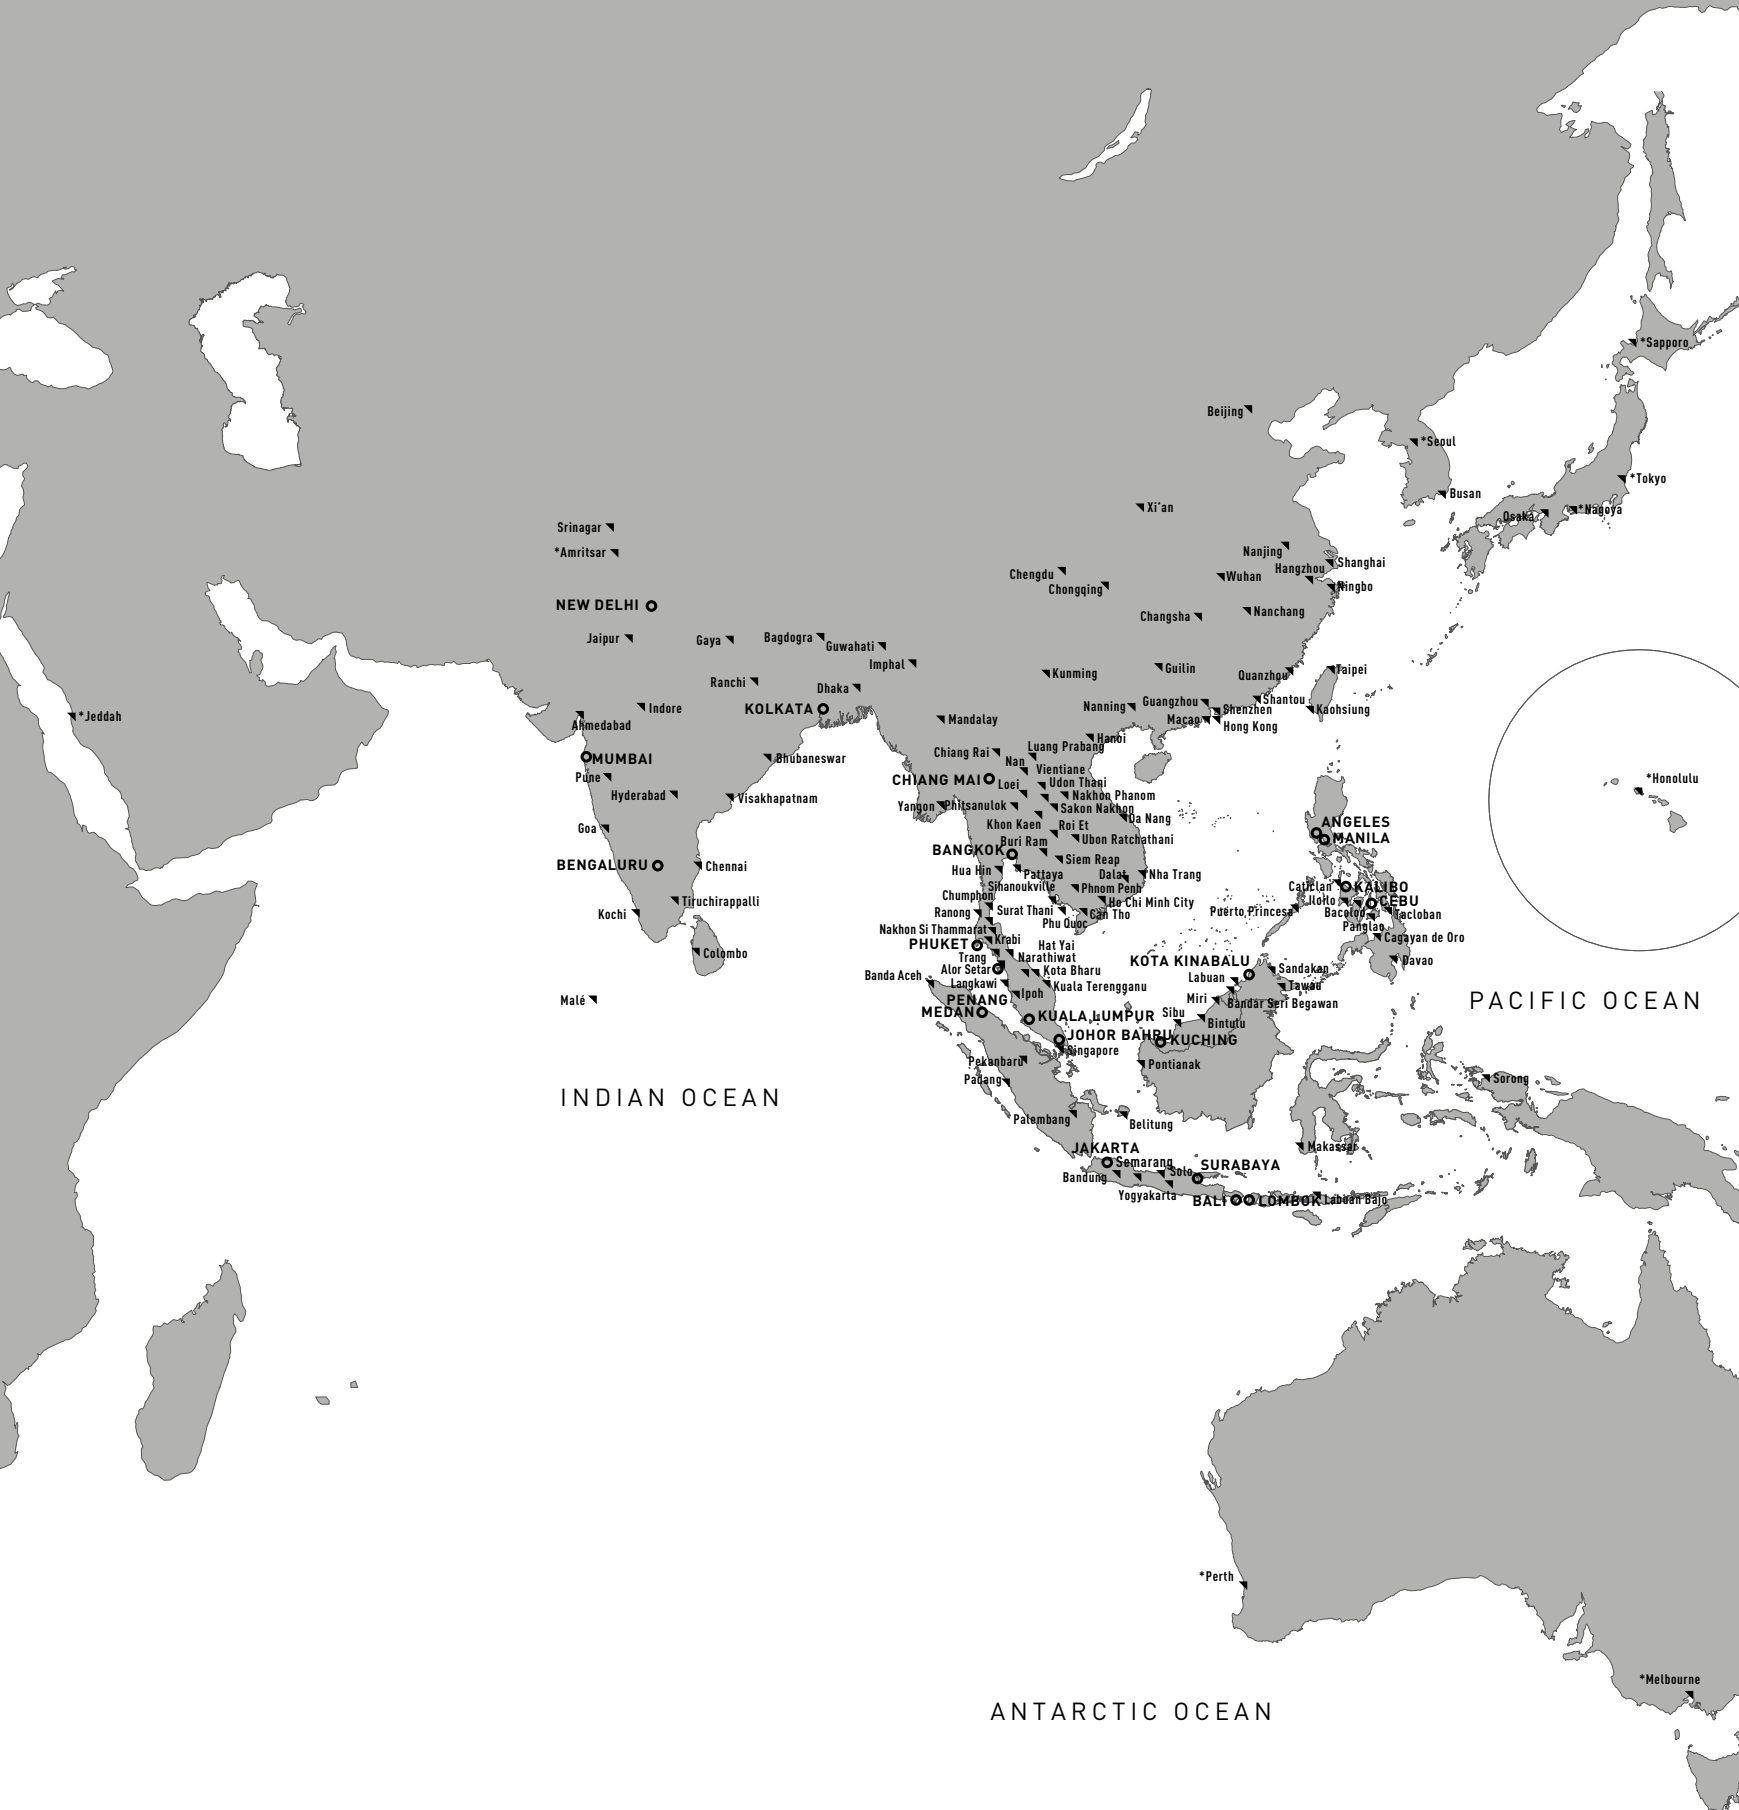 *Sapporo
Beijing
*Seoul
*Tokyo
Busan
Xi'an
*Nagoya
Osaka
Srinagar
*Amritsar
Nanjing
Shanghai
Hangzhou
Chengdu
Wuhan
Chongqing
Ningbo
NEW DELHI
Nanchang
Changsha
Jaipur
Gaya
Bagdogra
Guwahati
Imphal
Guilin
Taipei
Kunming
Quanzhou
Ranchi
Dhaka
Shantou
Guangzhou
Nanning
Indore
KOLKATA
Shenzhen
Kaohsiung
*Jeddah
Mandalay
Macao
Ahmedabad
Hong Kong
Hanoi
Luang Prabang
Chiang Rai
MUMBAI
Bhubaneswar
Nan
Vientiane
Pune
CHIANG MAI
*Honolulu
Loei
Udon Thani
Hyderabad
Nakhon Phanom
Visakhapatnam
Yangon
Phitsanulok
Sakon Nakhon
Da Nang
ANGELES
Khon Kaen
Roi Et
Goa
MANILA
Ubon Ratchathani
Buri Ram
BANGKOK
Siem Reap
BENGALURU
Chennai
Hua Hin
Pattaya
Dalat
Nha Trang
Sihanoukville
Phnom Penh
Caticlan
KALIBO
Chumphon
Tiruchirappalli
Ho Chi Minh City
Iloilo
CEBU
Kochi
Ranong
Surat Thani
Can Tho
Puerto Princesa
Bacolod
Tacloban
Phu Quoc
Panglao
Nakhon Si Thammarat
Krabi
Cagayan de Oro
PHUKET
Hat Yai
Colombo
Trang
Narathiwat
KOTA KINABALU
Davao
Alor Setar
Kota Bharu
Sandakan
Banda Aceh
Langkawi
Labuan
Kuala Terengganu
Tawau
Ipoh
Malé
PENANG
Miri
Bandar Seri Begawan
PACIFIC OCEAN
MEDAN
KUALA LUMPUR
Sibu
Bintulu
JOHOR BAHRU
KUCHING
Singapore
Pekanbaru
Pontianak
Padang
Sorong
INDIAN OCEAN
Palembang
Belitung
JAKARTA
Makassar
Semarang
SURABAYA
Bandung
Solo
Yogyakarta
BALI
LOMBOK
Labuan Bajo
*Perth
*Melbourne
ANTARCTIC OCEAN